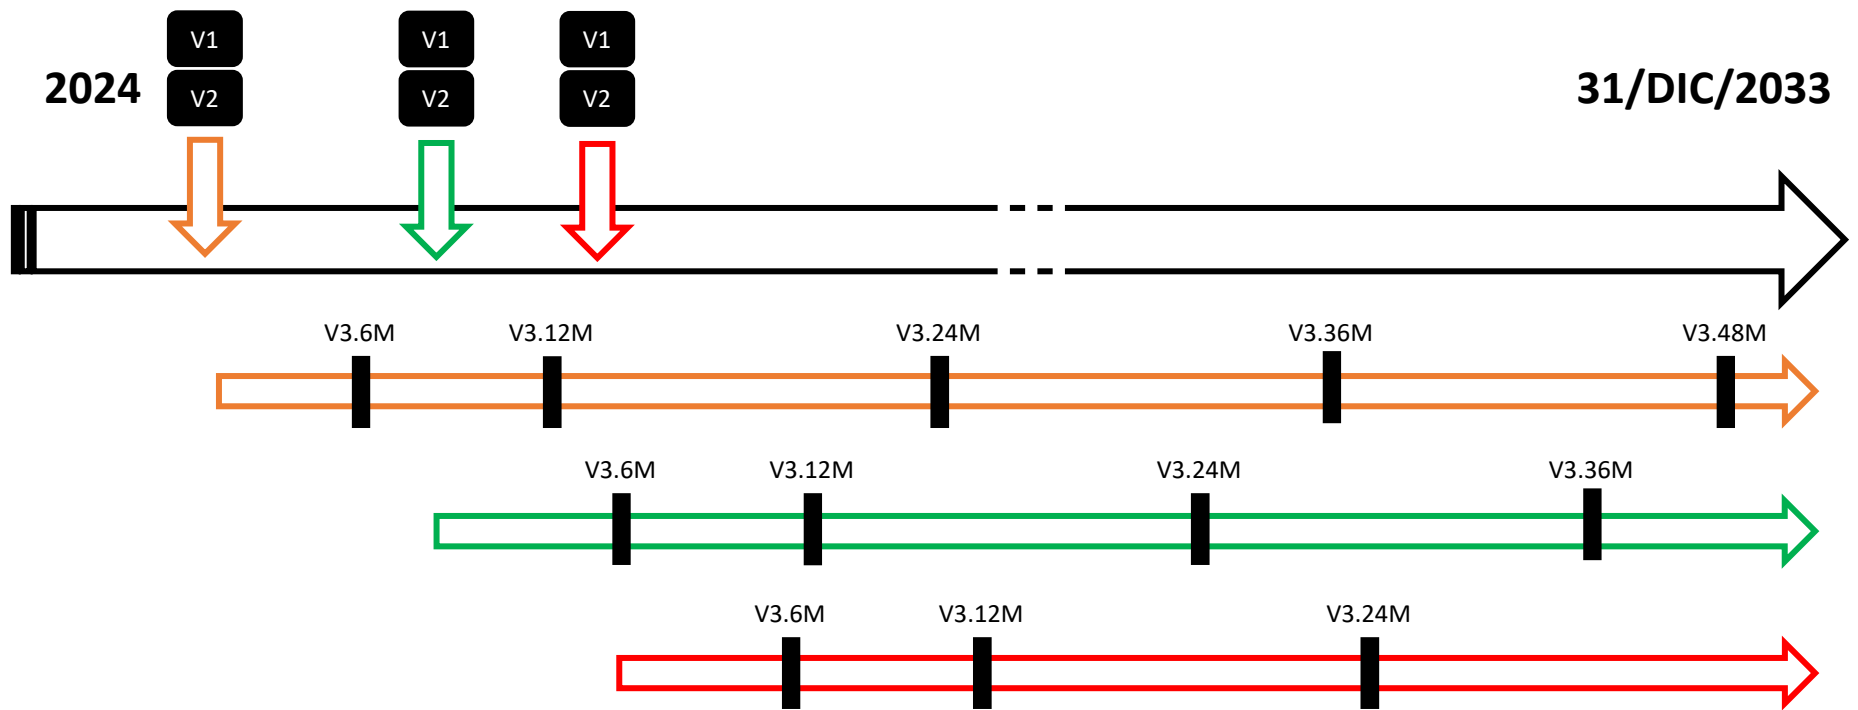 V1 V1 V1
2024 V2 V2 V2 31/DIC/2033
V3.6M V3.12M V3.24M V3.36M V3.48M
V3.6M V3.12M V3.24M V3.36M
V3.6M V3.12M V3.24M